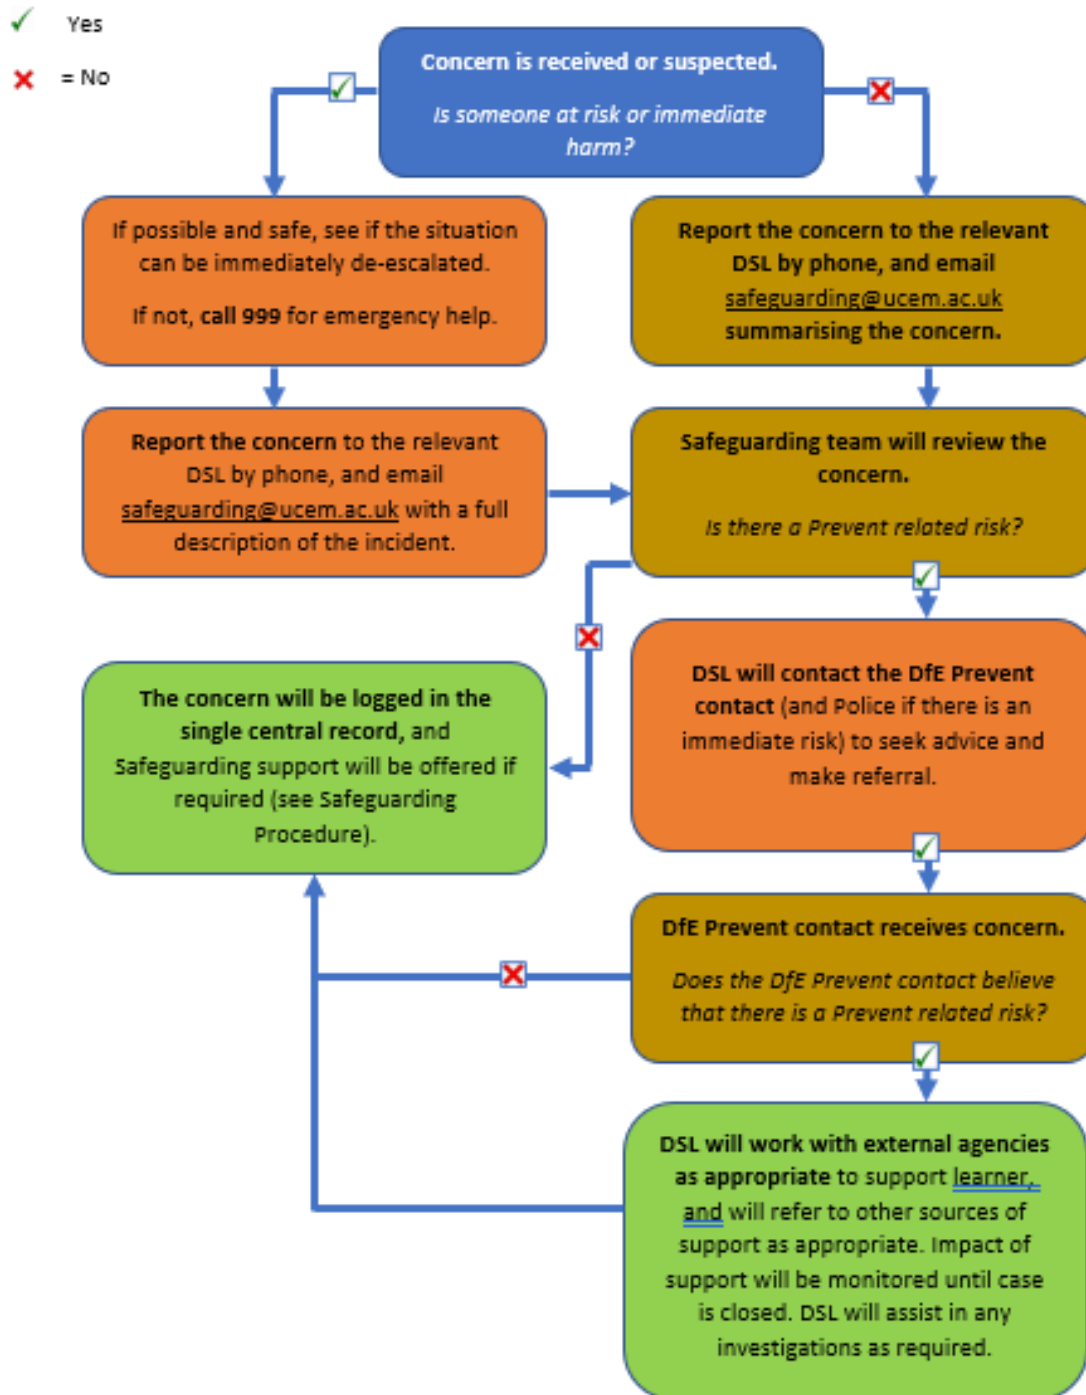 Yes
= No
Concern is received or suspected.
Is someone at risk or immediate
harm?
If possible and safe, see if the situation
can be immediately de-escalated.
If not, call 999 for emergency help.
Report the concern to the relevant
DSL by phone, and email
safeguarding@ucem.ac.uk
summarising the concern.
Report the concern to the relevant
DSL by phone, and email
safeguarding@ucem.ac.uk with a full
description of the incident.
Safeguarding team will review the
concern.
Is there a Prevent related risk?
The concern will be logged in the
single central record, and
Safeguarding support will be offered if
required (see Safeguarding
Procedure).
DSL will contact the DfE Prevent
contact (and Police if there is an
immediate risk) to seek advice and
make referral.
DfE Prevent contact receives concern.
Does the DfE Prevent contact believe
that there is a Prevent related risk?
DSL will work with external agencies
as appropriate to support learner,
and will refer to other sources of
support as appropriate. Impact of
support will be monitored until case
is closed. DSL will assist in any
investigations as required.